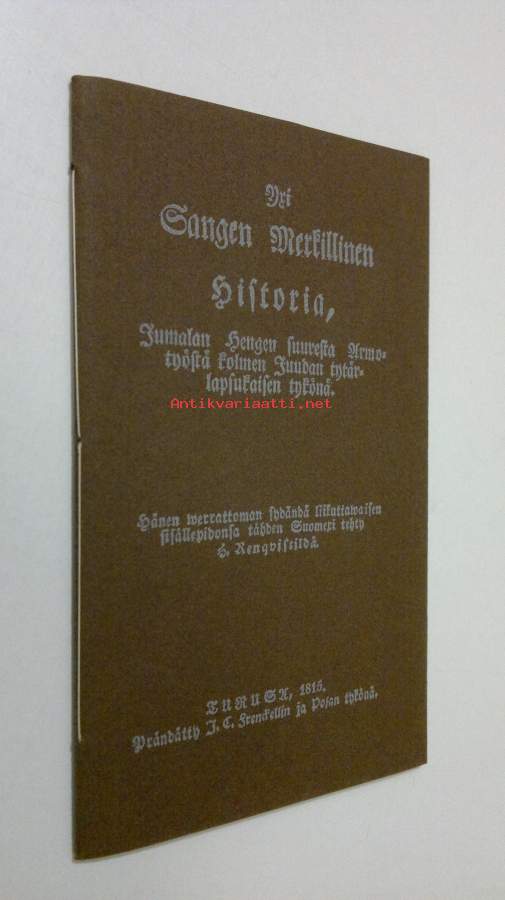 Yxi
Sangen Merkillinen
Historia,
Jumalan Hengen suuresta Armo-
työstä kolmen Juudan tytär-
lapsukaisen tykönä.
Antikvariaatti.net
Hänen werrattoman sydändä liikuttawaisen
sisällepidonsa tähden Suomexi tehty
H. Renqvistildä.
TURUSA, 1815.
Prändätty J. C. Frenckellin ja Pojan tykönä.